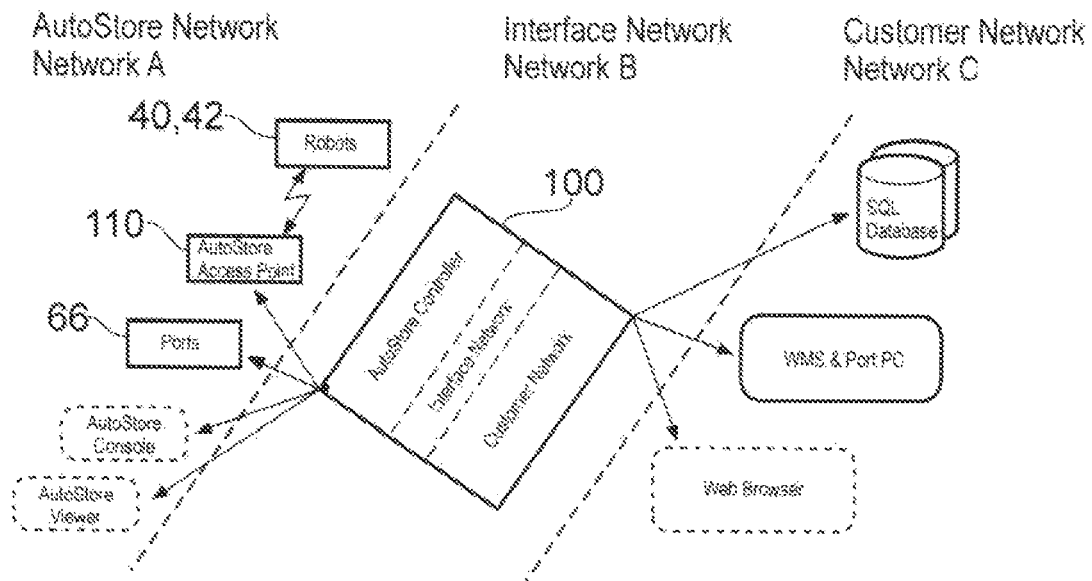 AutoStore Network
Network A
Interface Network
Network B
Customer Network
Network C
40,42
Robots
110
AutoStore
Access Point
66
Ports
AutoStore
Console
AutoStore
Viewer
100
AutoStore Controller
Interface Network
Customer Network
SQL
Database
WMS & Port PC
Web Browser